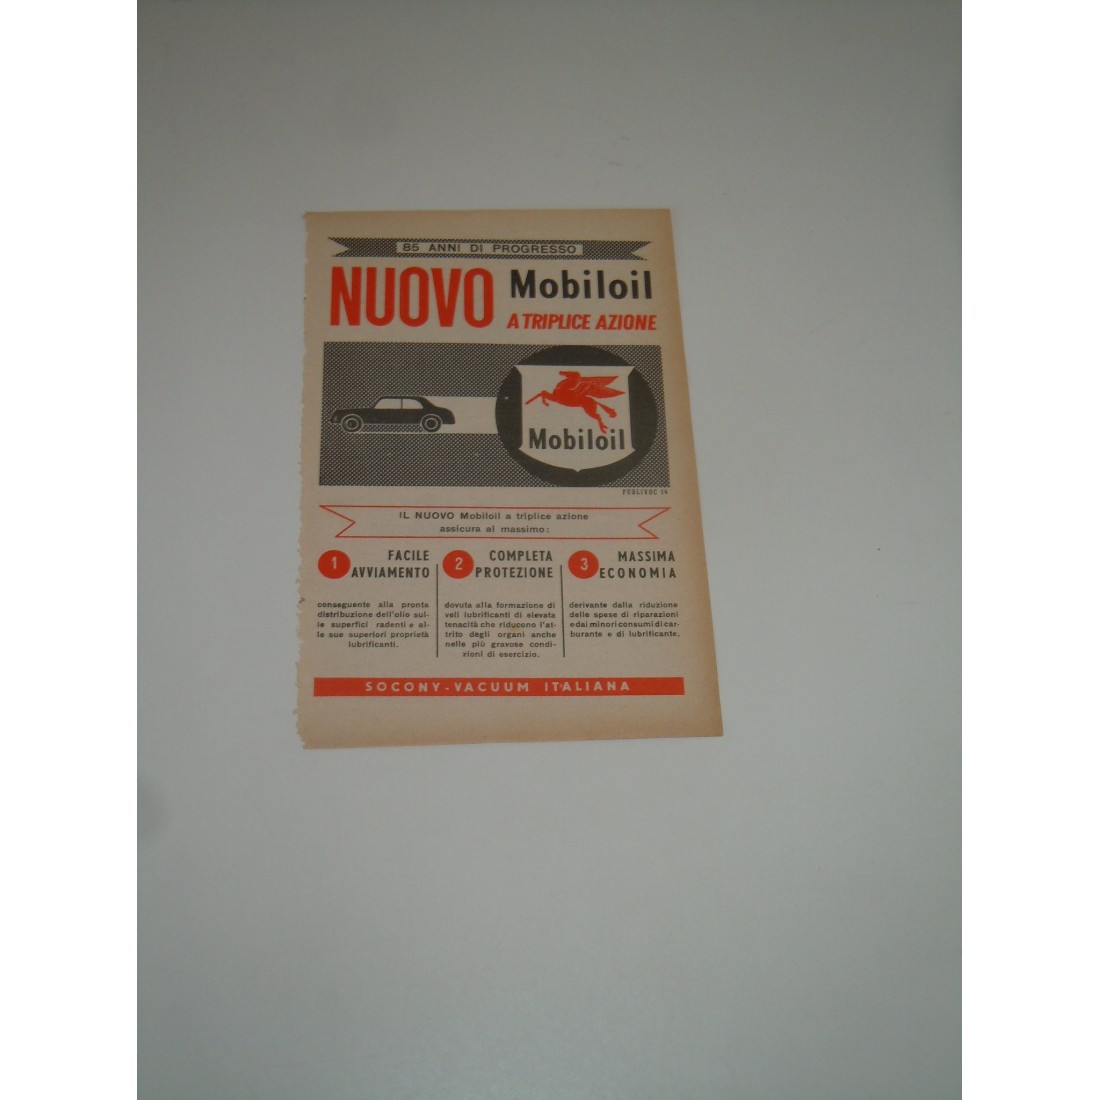 85 ANNI DI PROGRESSO
NUOVO Mobiloil
A TRIPLICE AZIONE
Mobiloil
IL NUOVO Mobiloil a triplice azione
assicura al massimo:
1 FACILE
AVVIAMENTO
conseguente alla pronta
distribuzione dell'olio sul-
le superfici radenti e al-
le sue superiori proprietà
lubrificanti.
2 COMPLETA
PROTEZIONE
dovuta alla formazione di
veli lubrificanti di elevata
tenacità che riducono l'at-
trito degli organi anche
nelle più gravose condi-
zioni di esercizio.
3 MASSIMA
ECONOMIA
derivante dalla riduzione
delle spese di riparazioni
e dai minori consumi di car-
burante e di lubrificante.
SOCONY-VACUUM ITALIANA